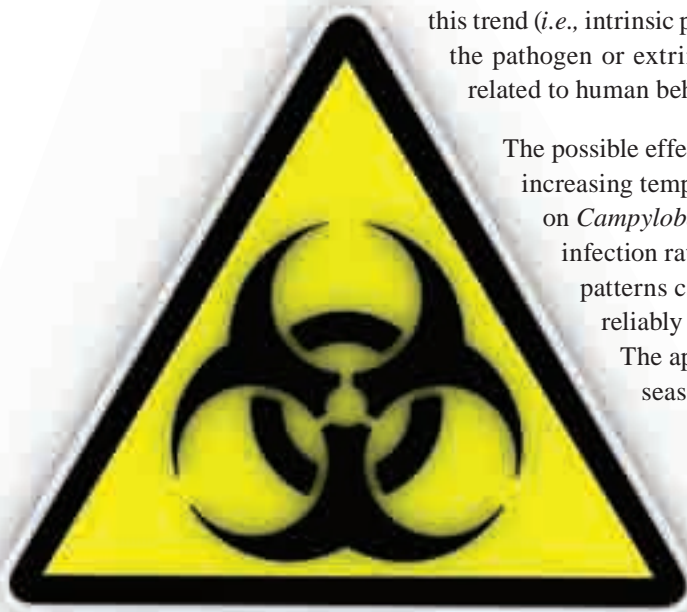 this trend (i.e., intrinsic p
the pathogen or extri
related to human beh
The possible effe
increasing temp
on Campylob
infection ra
patterns c
reliably
The ap
seas